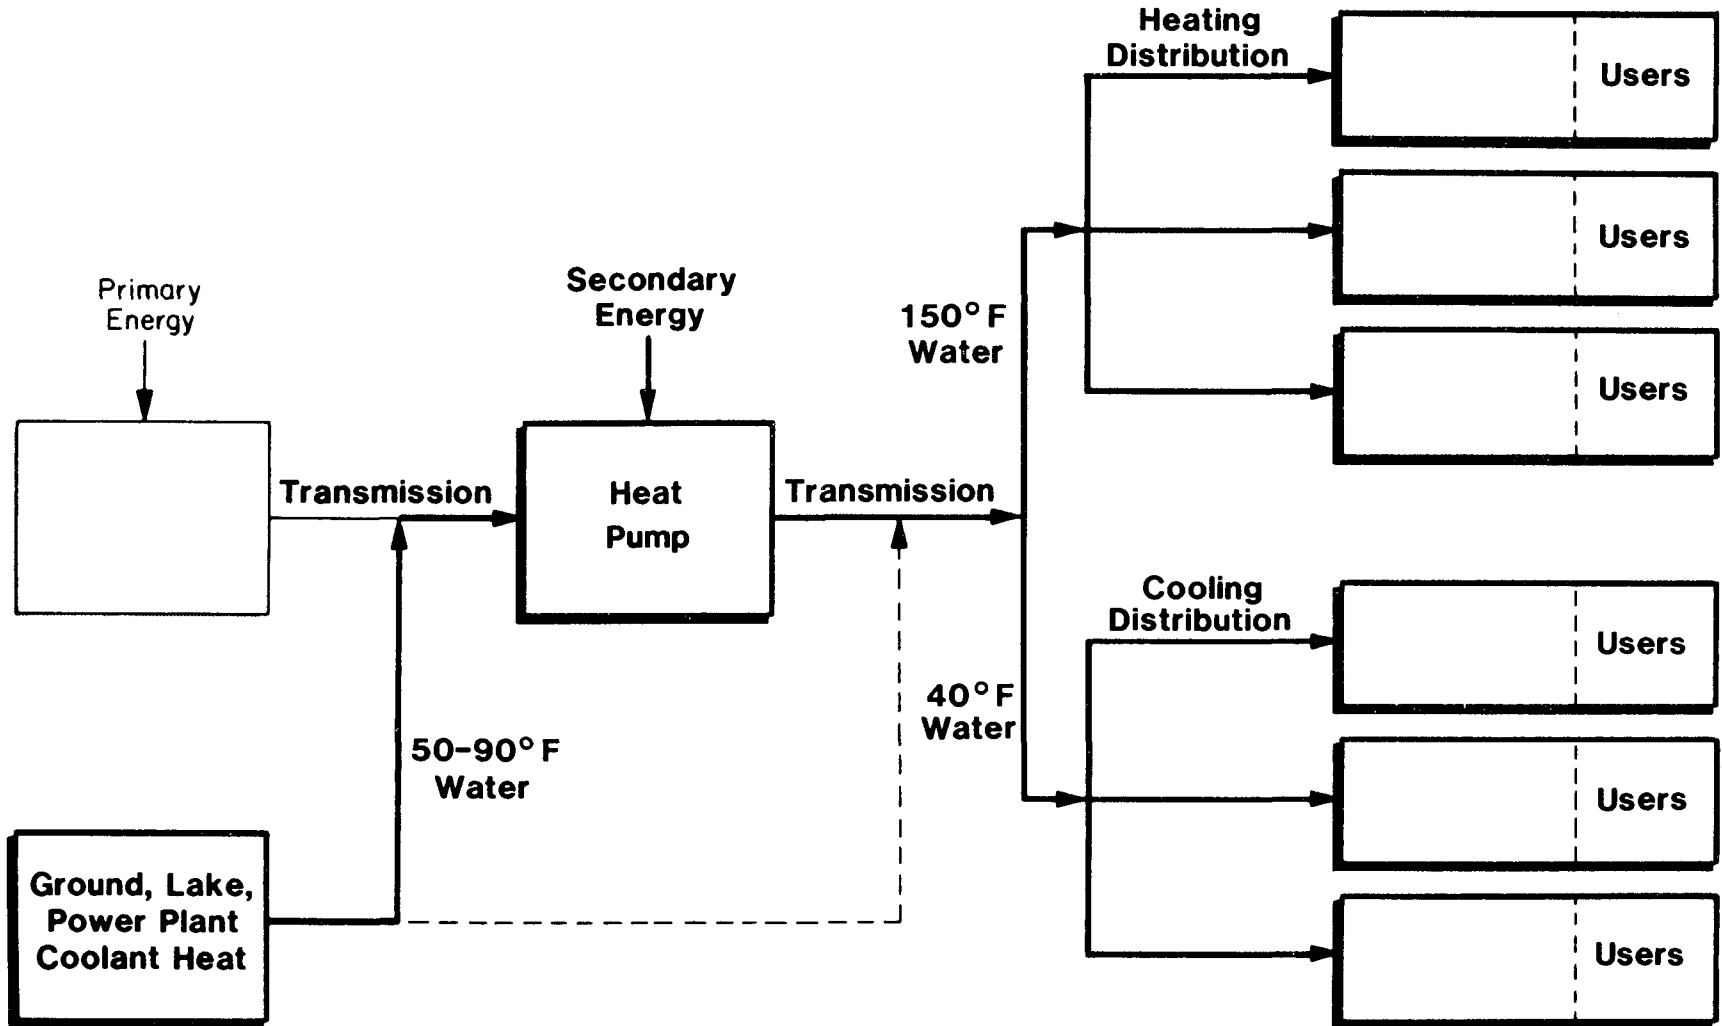 Heating
Distribution
Users
Users
Users
Primary
Energy
Secondary
Energy
150°F
Water
Transmission
Heat
Pump
Transmission
Cooling
Distribution
Users
40°F
Water
50-90°F
Water
Users
Ground, Lake,
Power Plant
Coolant Heat
Users